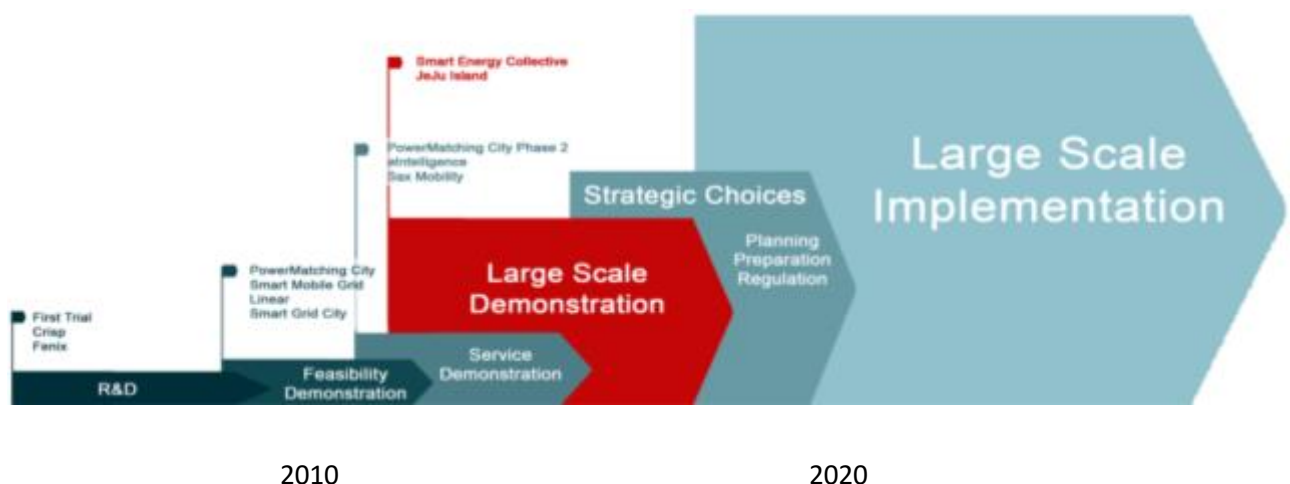 Smart Energy Collective
JeJu Island
PowerMatching City Phase 2
eIntelligence
Sax Mobility
Strategic Choices
Large Scale
Implementation
Planning
Preparation
Regulation
PowerMatching City
Smart Mobile Grid
Linear
Smart Grid City
Large Scale
Demonstration
First Trial
Crisp
Fenix
Service
Demonstration
Feasibility
Demonstration
R&D
2010
2020